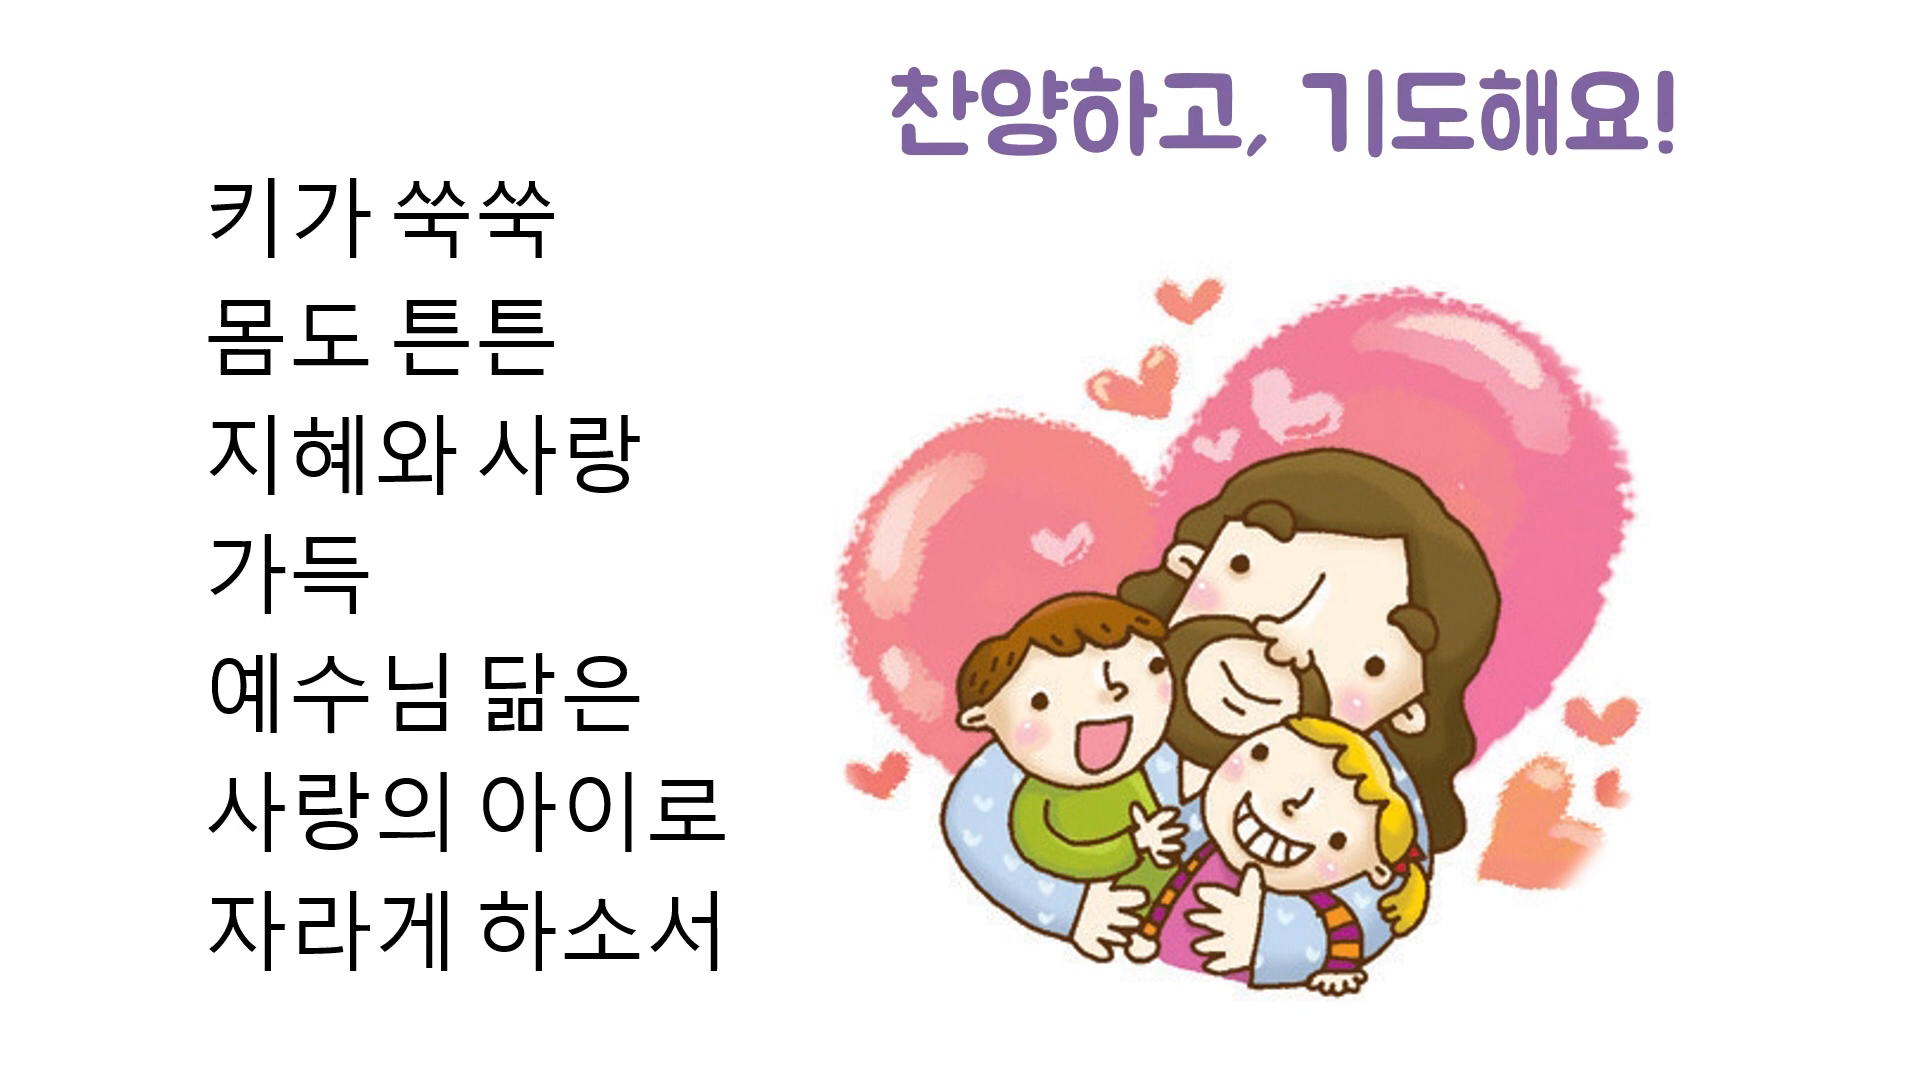 찬양하고, 기도해요!
키가 쑥쑥
몸도 튼튼
지혜와 사랑
가득
예수님 닮은
사랑의 아이로
자라게 하소서